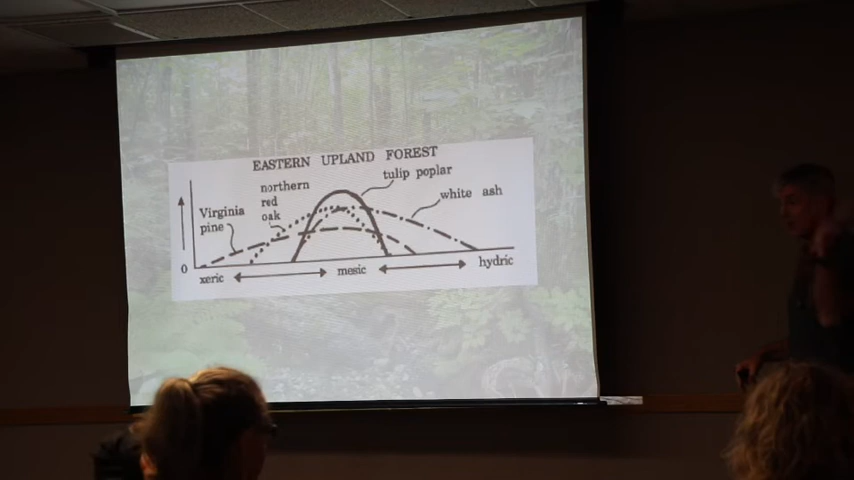 EASTERN UPLAND FOREST
tulip poplar
northern
red
oak
white ash
Virginia
pine
0
xeric
mesic
hydric